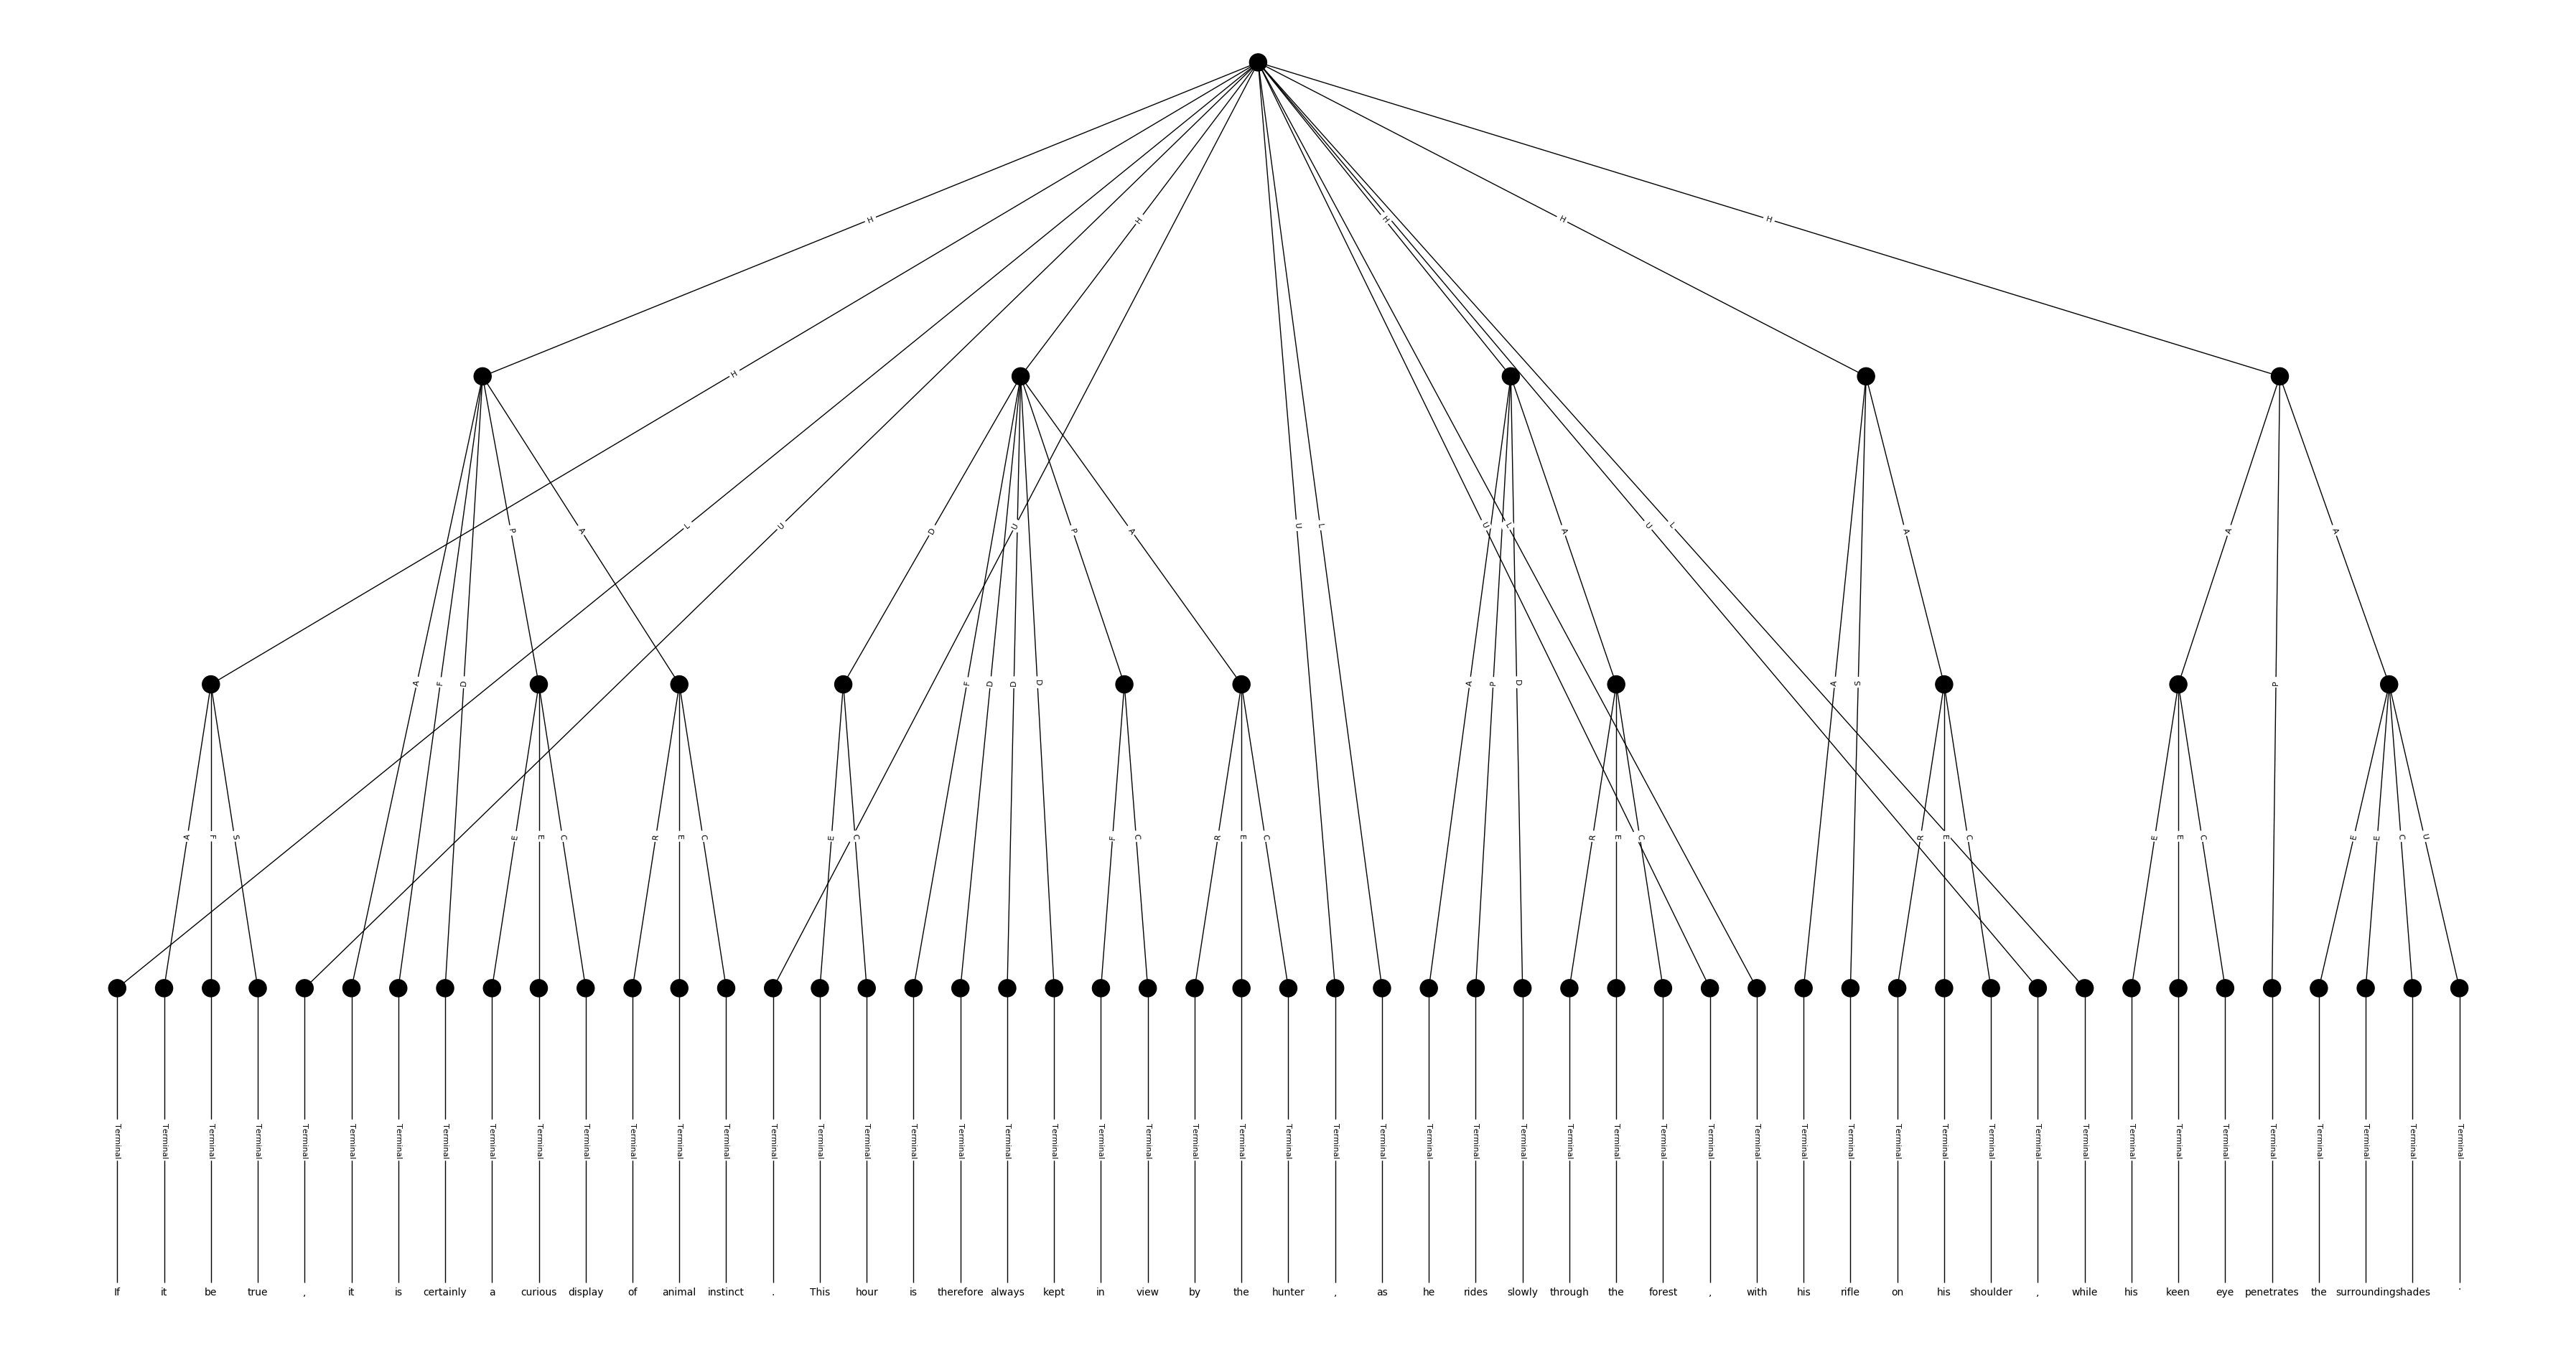 H H H H H H
H
L U D U P A U L U L A U L A A P A
P A
A F D F D D D A P D A S
A F S E E C R E C E C F C R E C R E C R E C E E C E E C U
Terminal Terminal Terminal Terminal Terminal Terminal Terminal Terminal Terminal Terminal Terminal Terminal Terminal Terminal Terminal Terminal Terminal Terminal Terminal Terminal Terminal Terminal Terminal Terminal Terminal Terminal Terminal Terminal Terminal Terminal Terminal Terminal Terminal Terminal Terminal Terminal Terminal Terminal Terminal Terminal Terminal Terminal Terminal Terminal Terminal Terminal Terminal Terminal Terminal Terminal Terminal
If it be true , it is certainly a curious display of animal instinct . This hour is therefore always kept in view by the hunter , as he rides slowly through the forest , with his rifle on his shoulder , while his keen eye penetrates the surrounding shades .